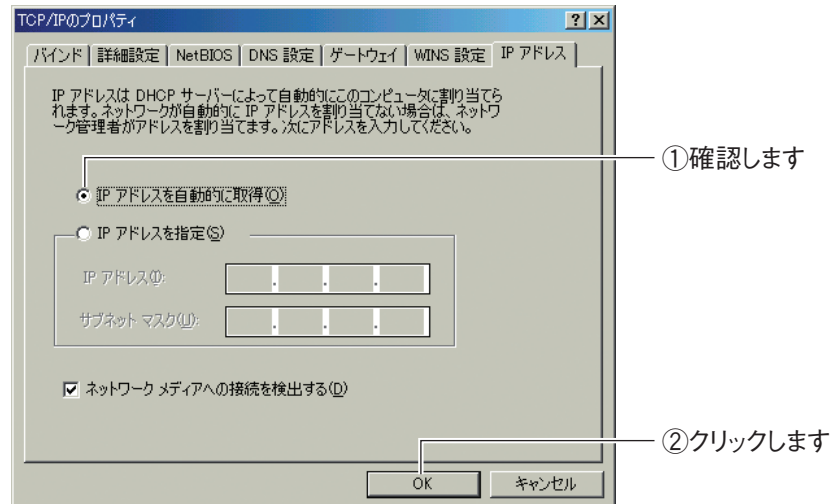 TCP/IPのプロパティ
バインド 詳細設定 NetBIOS DNS 設定 ゲートウェイ WINS 設定 IP アドレス
IP アドレスは DHCP サーバーによって自動的にこのコンピュータに割り当てら
れます。ネットワークが自動的に IP アドレスを割り当てない場合は、ネットワ
ーク管理者がアドレスを割り当てます。次にアドレスを入力してください。
①確認します
IP アドレスを自動的に取得(O)
IP アドレスを指定(S)
IP アドレス(I):
サブネット マスク(U):
ネットワーク メディアへの接続を検出する(D)
②クリックします
OK キャンセル